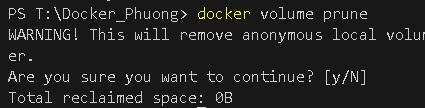 PS T:\Docker_Phuong> docker volume prune
WARNING! This will remove anonymous local
er.
Are you sure you want to continue? [y/N]
Total reclaimed space: 0B